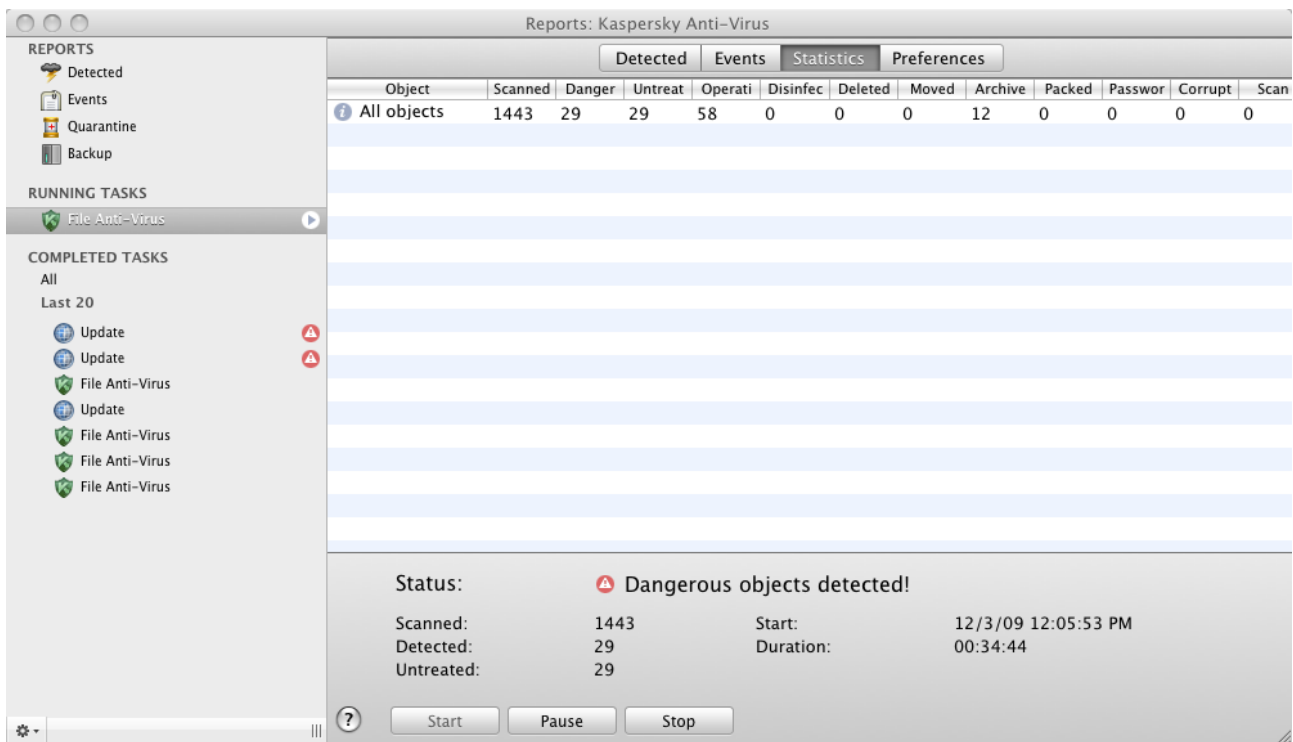 Reports: Kaspersky Anti-Virus
REPORTS
Detected
Events
Quarantine
Backup
RUNNING TASKS
File Anti-Virus
COMPLETED TASKS
All
Last 20
Update
Update
File Anti-Virus
Update
File Anti-Virus
File Anti-Virus
File Anti-Virus
Detected Events Statistics Preferences
Object Scanned Danger Untreat Operati Disinfec Deleted Moved Archive Packed Passwor Corrupt Scan
All objects 1443 29 29 58 0 0 0 12 0 0 0 0
Status: Dangerous objects detected!
Scanned: 1443 Start: 12/3/09 12:05:53 PM
Detected: 29 Duration: 00:34:44
Untreated: 29
? Start Pause Stop